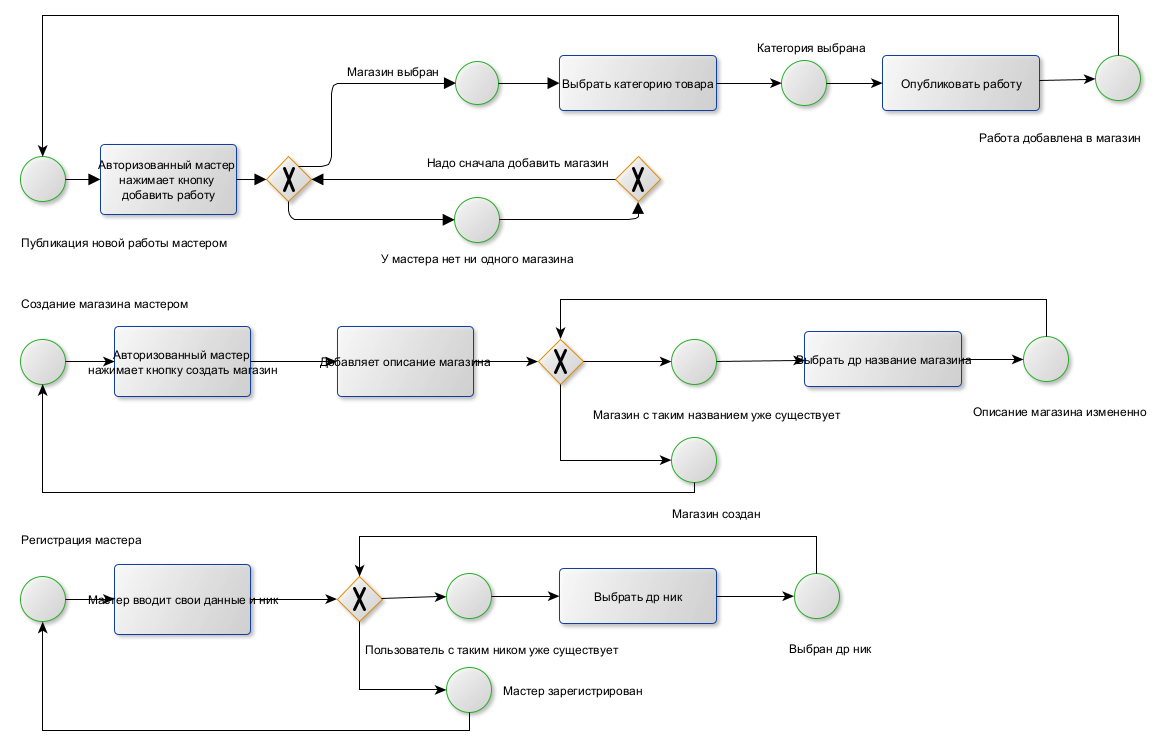 Категория выбрана
Магазин выбран
Выбрать категорию товара
Опубликовать работу
Работа добавлена в магазин
Авторизованный мастер
нажимает кнопку
добавить работу
Надо сначала добавить магазин
Публикация новой работы мастером
У мастера нет ни одного магазина
Создание магазина мастером
Авторизованный мастер
нажимает кнопку создать магазин
Добавляет описание магазина
Выбрать др название магазина
Магазин с таким названием уже существует
Описание магазина измененно
Магазин создан
Регистрация мастера
Мастер вводит свои данные и ник
Выбрать др ник
Пользователь с таким ником уже существует
Выбран др ник
Мастер зарегистрирован